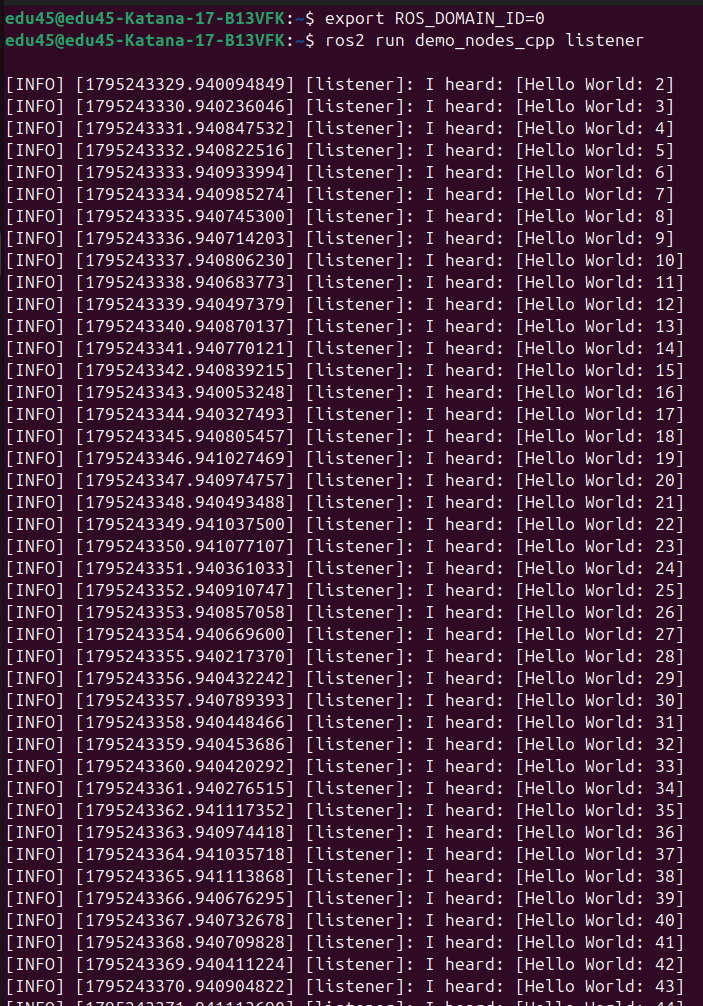 edu45@edu45-Katana-17-B13VFK:~$ export ROS_DOMAIN_ID=0
edu45@edu45-Katana-17-B13VFK:~$ ros2 run demo_nodes_cpp listener
[INFO] [1795243329.940094849] [listener]: I heard: [Hello World: 2]
[INFO] [1795243330.940236046] [listener]: I heard: [Hello World: 3]
[INFO] [1795243331.940847532] [listener]: I heard: [Hello World: 4]
[INFO] [1795243332.940822516] [listener]: I heard: [Hello World: 5]
[INFO] [1795243333.940933994] [listener]: I heard: [Hello World: 6]
[INFO] [1795243334.940985274] [listener]: I heard: [Hello World: 7]
[INFO] [1795243335.940745300] [listener]: I heard: [Hello World: 8]
[INFO] [1795243336.940714203] [listener]: I heard: [Hello World: 9]
[INFO] [1795243337.940806230] [listener]: I heard: [Hello World: 10]
[INFO] [1795243338.940683773] [listener]: I heard: [Hello World: 11]
[INFO] [1795243339.940497379] [listener]: I heard: [Hello World: 12]
[INFO] [1795243340.940870137] [listener]: I heard: [Hello World: 13]
[INFO] [1795243341.940770121] [listener]: I heard: [Hello World: 14]
[INFO] [1795243342.940839215] [listener]: I heard: [Hello World: 15]
[INFO] [1795243343.940053248] [listener]: I heard: [Hello World: 16]
[INFO] [1795243344.940327493] [listener]: I heard: [Hello World: 17]
[INFO] [1795243345.940805457] [listener]: I heard: [Hello World: 18]
[INFO] [1795243346.941027469] [listener]: I heard: [Hello World: 19]
[INFO] [1795243347.940974757] [listener]: I heard: [Hello World: 20]
[INFO] [1795243348.940493488] [listener]: I heard: [Hello World: 21]
[INFO] [1795243349.941037500] [listener]: I heard: [Hello World: 22]
[INFO] [1795243350.941077107] [listener]: I heard: [Hello World: 23]
[INFO] [1795243351.940361033] [listener]: I heard: [Hello World: 24]
[INFO] [1795243352.940910747] [listener]: I heard: [Hello World: 25]
[INFO] [1795243353.940857058] [listener]: I heard: [Hello World: 26]
[INFO] [1795243354.940669600] [listener]: I heard: [Hello World: 27]
[INFO] [1795243355.940217370] [listener]: I heard: [Hello World: 28]
[INFO] [1795243356.940432242] [listener]: I heard: [Hello World: 29]
[INFO] [1795243357.940789393] [listener]: I heard: [Hello World: 30]
[INFO] [1795243358.940448466] [listener]: I heard: [Hello World: 31]
[INFO] [1795243359.940453686] [listener]: I heard: [Hello World: 32]
[INFO] [1795243360.940420292] [listener]: I heard: [Hello World: 33]
[INFO] [1795243361.940276515] [listener]: I heard: [Hello World: 34]
[INFO] [1795243362.941117352] [listener]: I heard: [Hello World: 35]
[INFO] [1795243363.940974418] [listener]: I heard: [Hello World: 36]
[INFO] [1795243364.941035718] [listener]: I heard: [Hello World: 37]
[INFO] [1795243365.941113868] [listener]: I heard: [Hello World: 38]
[INFO] [1795243366.940676295] [listener]: I heard: [Hello World: 39]
[INFO] [1795243367.940732678] [listener]: I heard: [Hello World: 40]
[INFO] [1795243368.940709828] [listener]: I heard: [Hello World: 41]
[INFO] [1795243369.940411224] [listener]: I heard: [Hello World: 42]
[INFO] [1795243370.940904822] [listener]: I heard: [Hello World: 43]
[INFO] [listener]: I heard: [Hello World: 44]